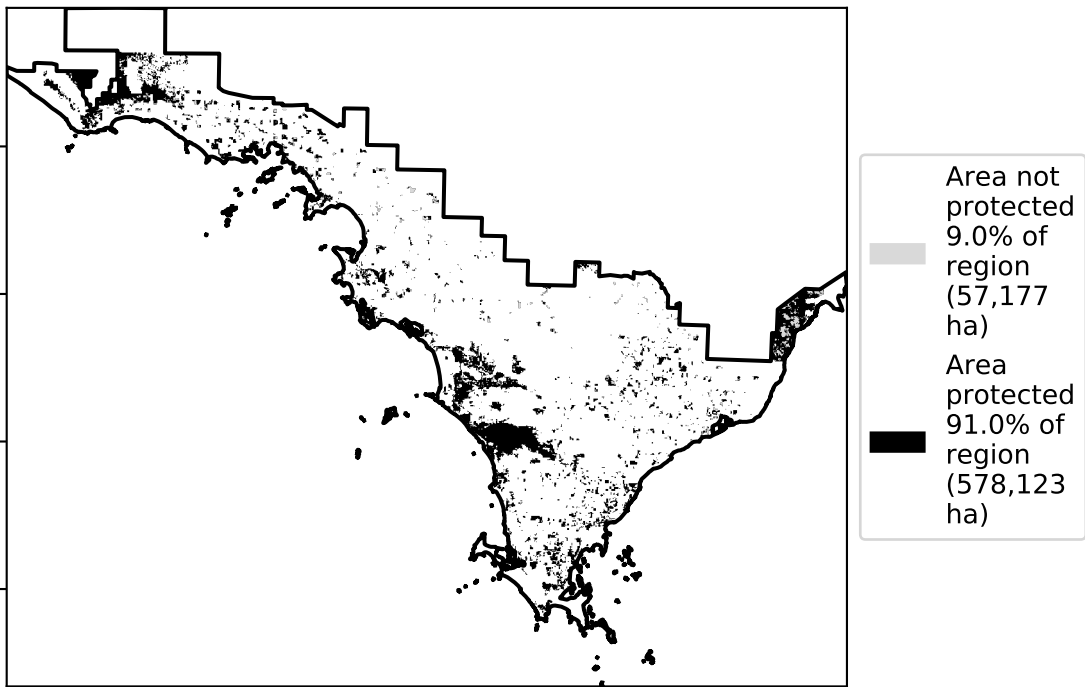 Area not
protected
9.0% of
region
(57,177
ha)
Area
protected
91.0% of
region
(578,123
ha)